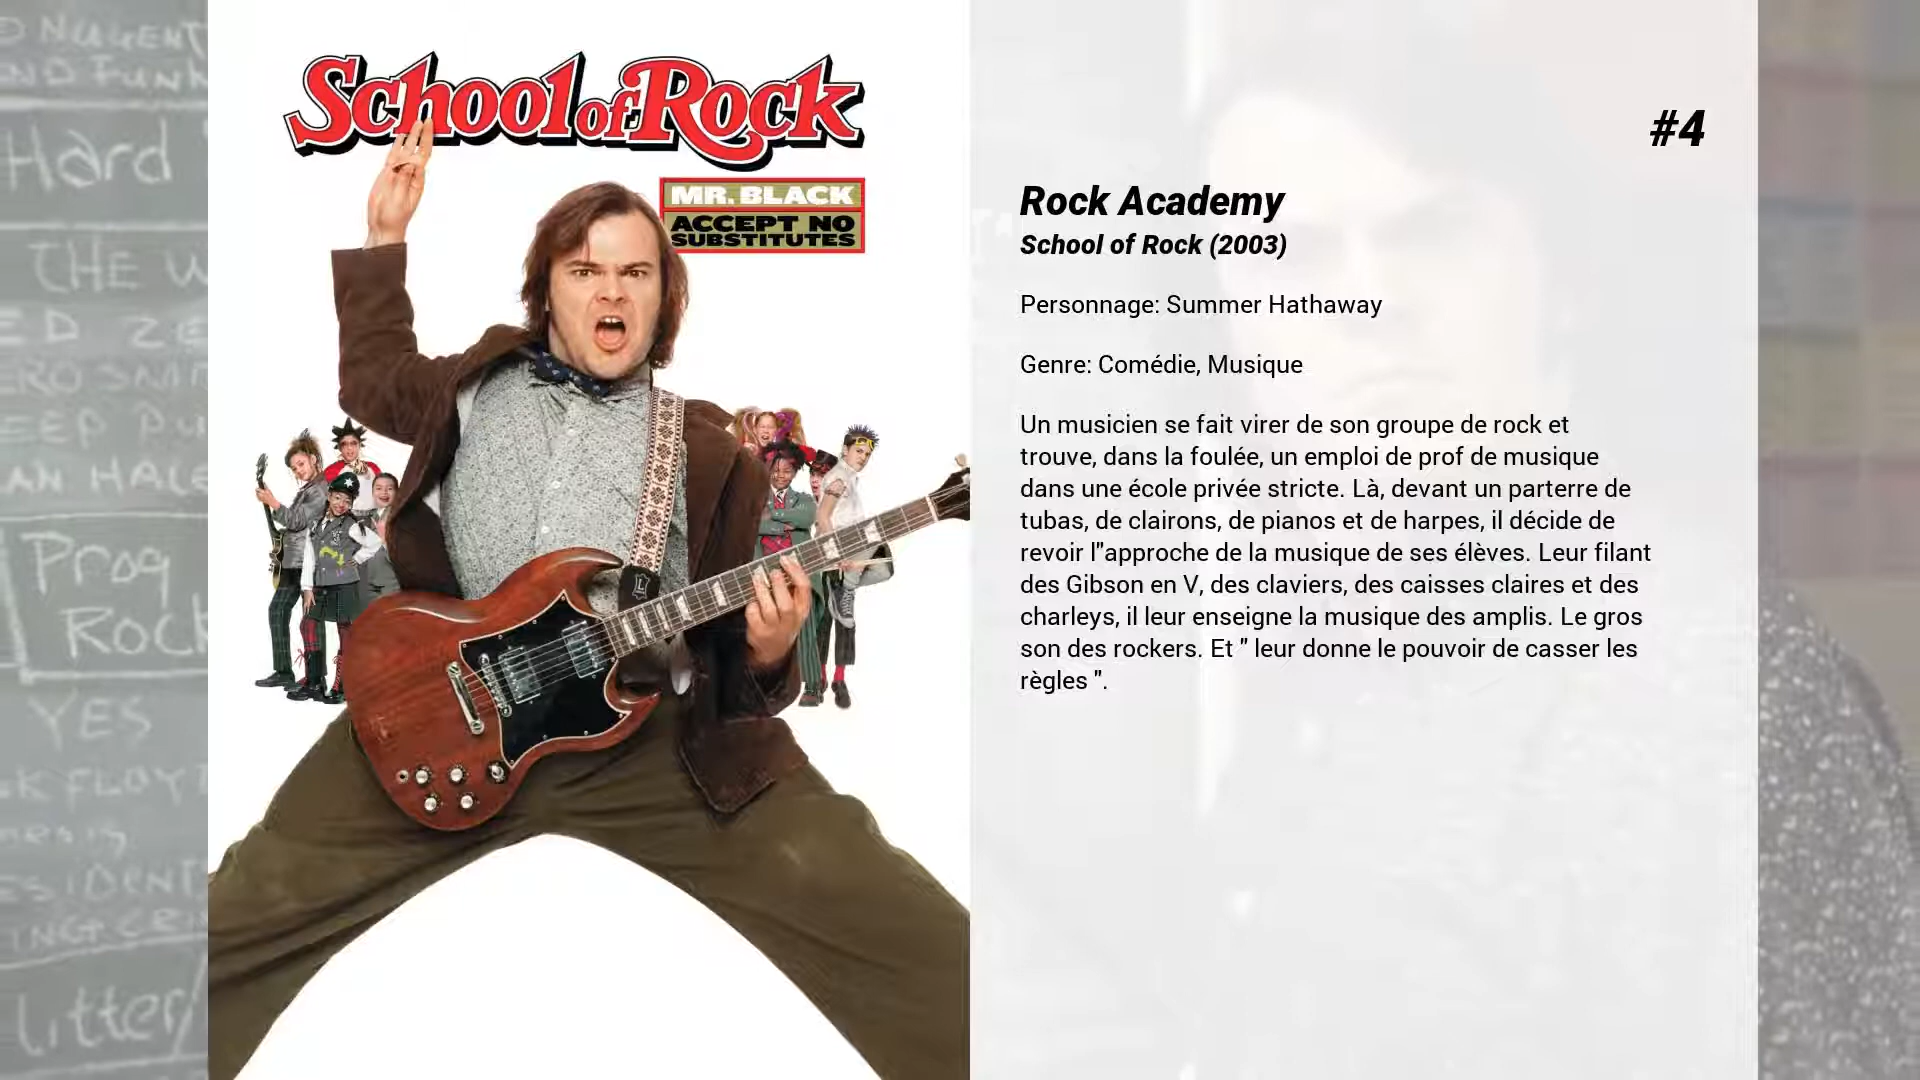 School of Rock
MR. BLACK
ACCEPT NO
SUBSTITUTES
#4
Rock Academy
School of Rock (2003)
Personnage: Summer Hathaway
Genre: Comédie, Musique
Un musicien se fait virer de son groupe de rock et
trouve, dans la foulée, un emploi de prof de musique
dans une école privée stricte. Là, devant un parterre de
tubas, de clairons, de pianos et de harpes, il décide de
revoir l"approche de la musique de ses élèves. Leur filant
des Gibson en V, des claviers, des caisses claires et des
charleys, il leur enseigne la musique des amplis. Le gros
son des rockers. Et " leur donne le pouvoir de casser les
règles ".
Hard
THE W
Prog
Rock
YES